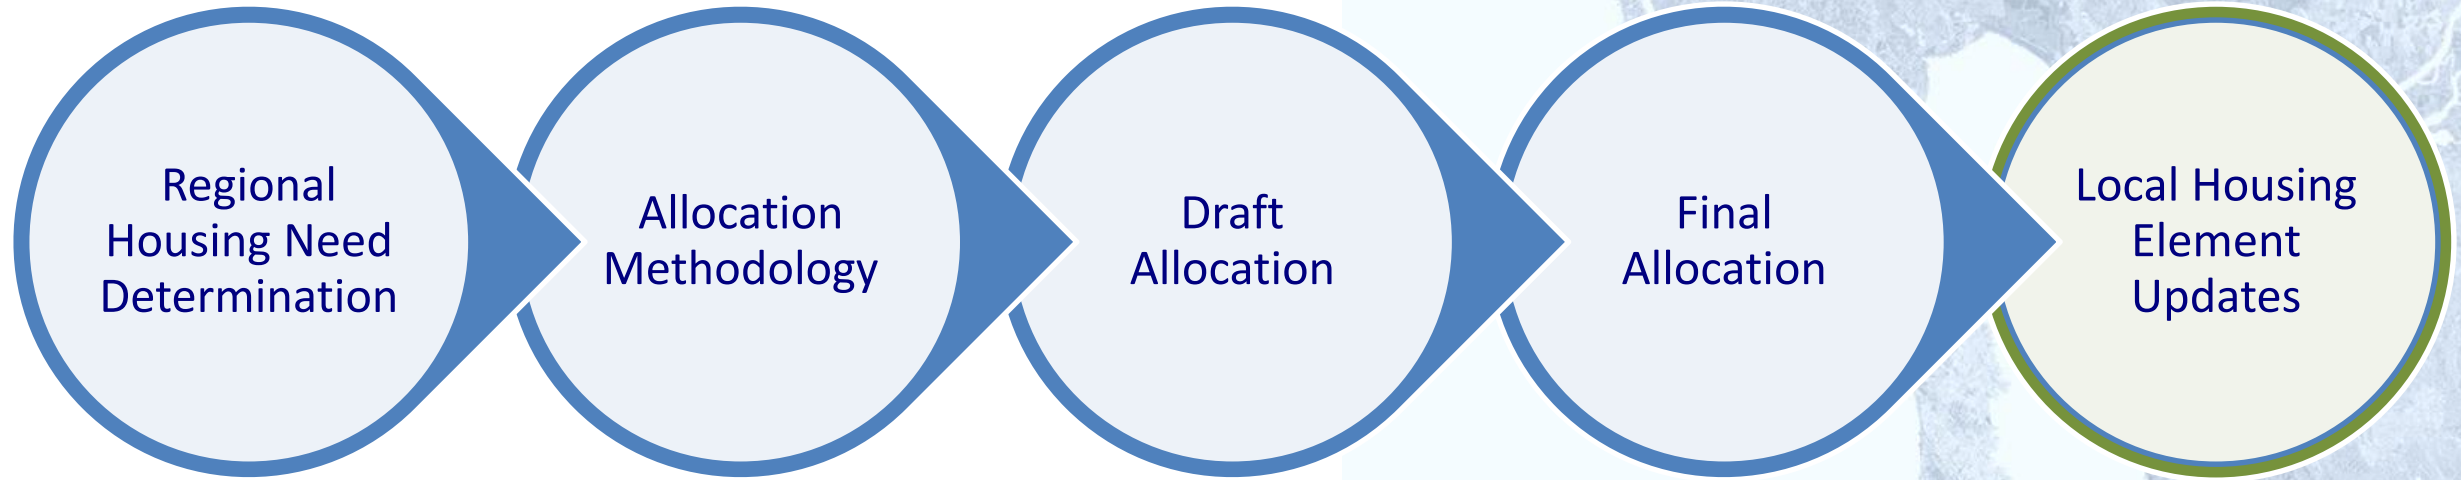 Regional
Housing Need
Determination
Allocation
Methodology
Draft
Allocation
Final
Allocation
Local Housing
Element
Updates